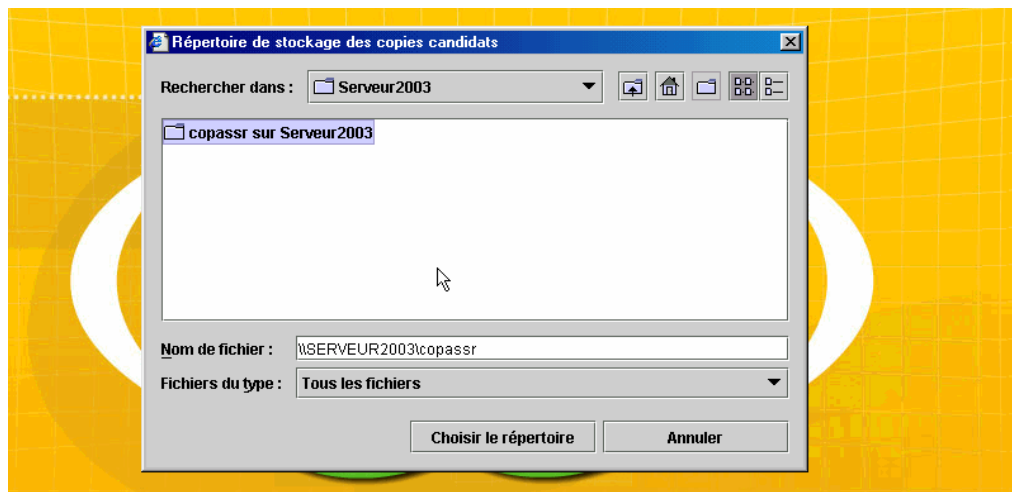 Répertoire de stockage des copies candidats
Rechercher dans : Serveur2003
copassr sur Serveur2003
Nom de fichier : \\SERVEUR2003\copassr
Fichiers du type : Tous les fichiers
Choisir le répertoire Annuler